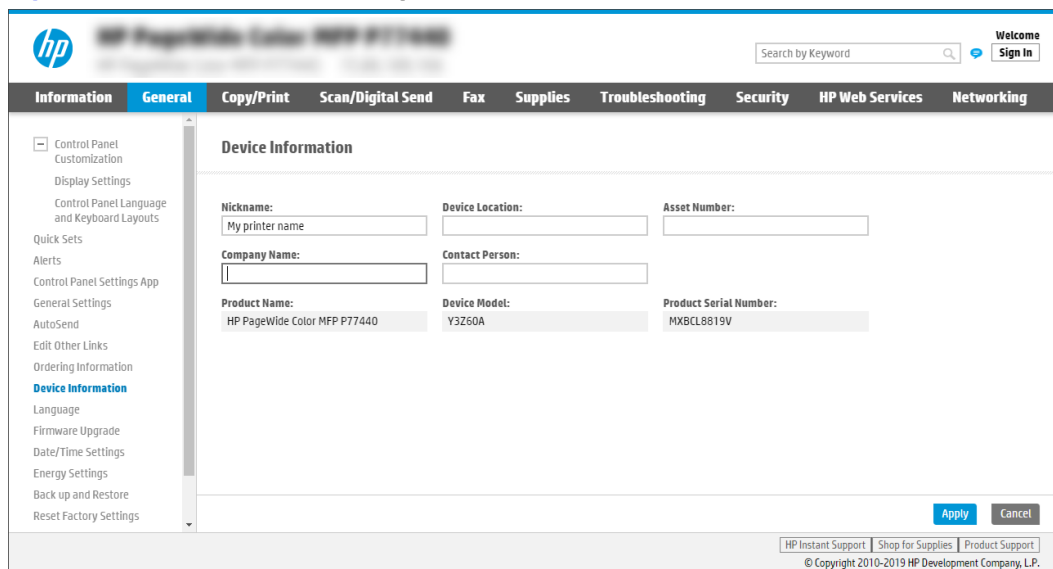 hp
Welcome
Search by Keyword
Sign In
Information General Copy/Print Scan/Digital Send Fax Supplies Troubleshooting Security HP Web Services Networking
Control Panel
Customization
Display Settings
Control Panel Language
and Keyboard Layouts
Quick Sets
Alerts
Control Panel Settings App
General Settings
AutoSend
Edit Other Links
Ordering Information
Device Information
Language
Firmware Upgrade
Date/Time Settings
Energy Settings
Back up and Restore
Reset Factory Settings
Device Information
Nickname: Device Location: Asset Number:
My printer name
Company Name: Contact Person:
Product Name: Device Model: Product Serial Number:
HP PageWide Color MFP P77440 Y3Z60A MXBCL8819V
Apply Cancel
HP Instant Support Shop for Supplies Product Support
© Copyright 2010-2019 HP Development Company, L.P.